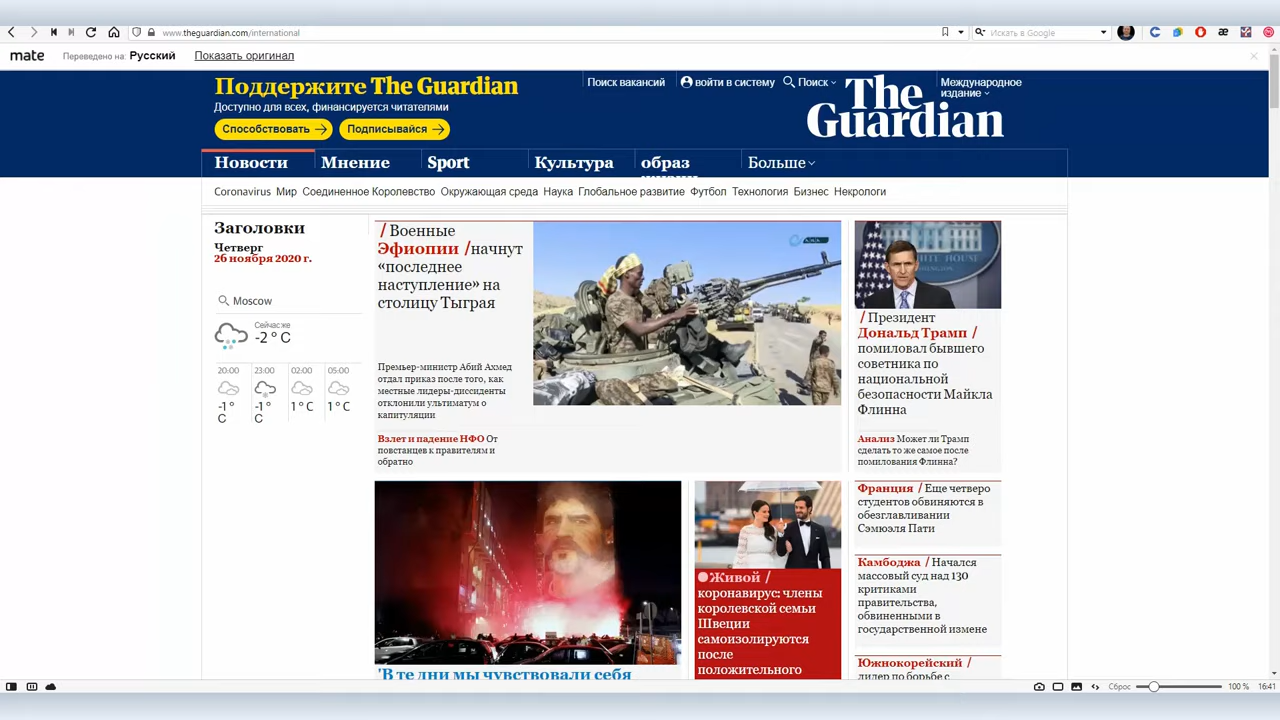 www.theguardian.com/international
Искать в Google
mate
Переведено на: Русский
Показать оригинал
Поддержите The Guardian
Доступно для всех, финансируется читателями
Способствовать →
Подписывайся →
Поиск вакансий
войти в систему
Поиск
Международное
издание
The
Guardian
Новости
Мнение
Sport
Культура
образ
Больше
Coronavirus Мир Соединенное Королевство Окружающая среда Наука Глобальное развитие Футбол Технология Бизнес Некрологи
Заголовки
Четверг
26 ноября 2020 г.
Moscow
Сейчас же
-2 ° C
20:00 23:00 02:00 05:00
-1 ° C
-1 ° C
1 ° C
1 ° C
/ Военные
Эфиопии / начнут
«последнее
наступление» на
столицу Тыграя
Премьер-министр Абий Ахмед
отдал приказ после того, как
местные лидеры-диссиденты
отклонили ультиматум о
капитуляции
Взлет и падение НФО От
повстанцев к правителям и
обратно
THE WHITE HOUSE
/ Президент
Дональд Трамп /
помиловал бывшего
советника по
национальной
безопасности Майкла
Флинна
Анализ Может ли Трамп
сделать то же самое после
помилования Флинна?
'В те дни мы чувствовали себя
Живой /
коронавирус: члены
королевской семьи
Швеции
самоизолируются
после
положительного
Франция / Еще четверо
студентов обвиняются в
обезглавливании
Сэмюэля Пати
Камбоджа / Начался
массовый суд над 130
критиками
правительства,
обвиненными в
государственной измене
Южнокорейский /
лидер по борьбе с
Сброс
100 %
16:41